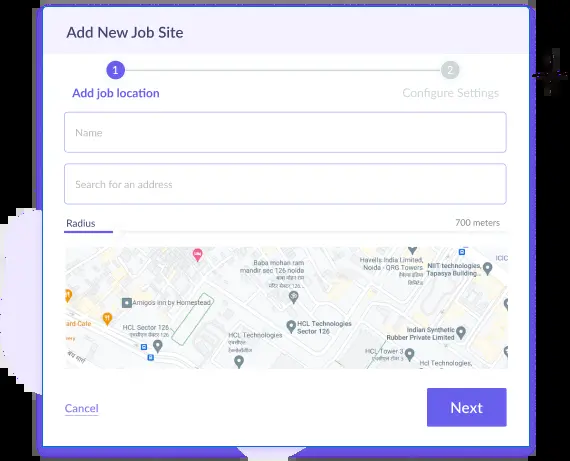 Add New Job Site
1
2
Add job location
Configure Settings
Name
Search for an address
Radius
700 meters
Baba mohan ram
mandir sec 126 noida
Havells India Limited,
Noida - QRG Towers
NIIT technologies,
Tapasya Building...
ICIC
Amigos inn by Homestead
ard Cafe
HCL Sector 126
HCL Technologies
HCL Technologies
Sector 126
Indian Synthetic
Rubber Private Limited
HCL Tower 3
Hcl Technologies,
Cancel
Next